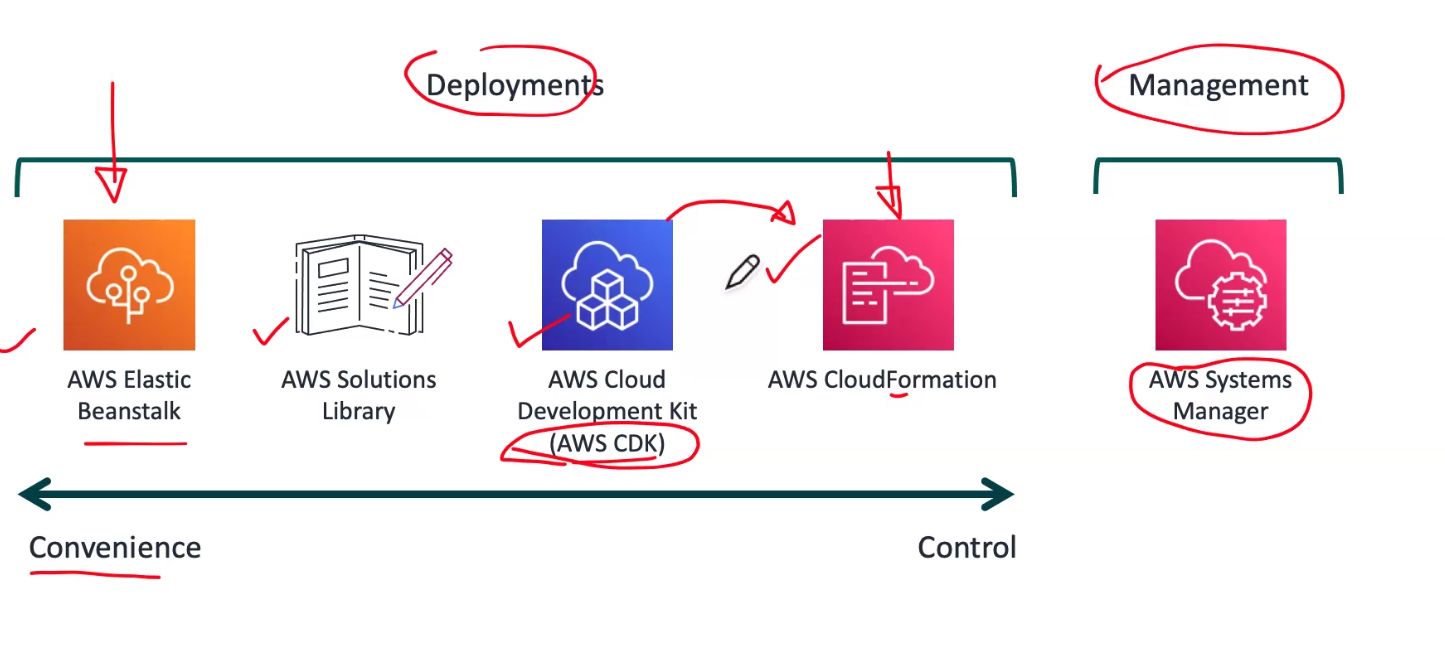 Deployments
Management
AWS Elastic
Beanstalk
AWS Solutions
Library
AWS Cloud
Development Kit
(AWS CDK)
AWS CloudFormation
AWS Systems
Manager
Convenience
Control